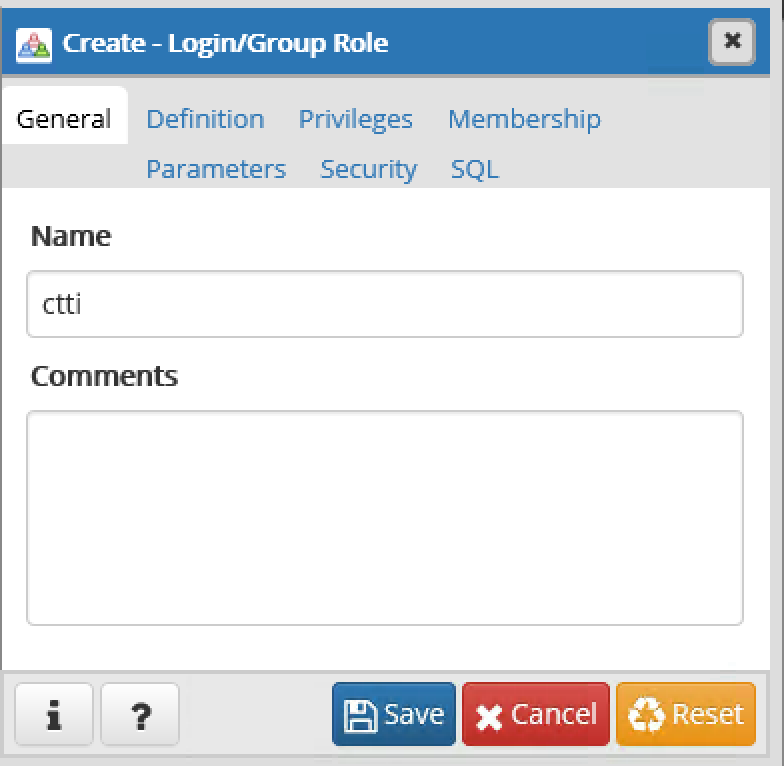 Create - Login/Group Role
General Definition Privileges Membership
Parameters Security SQL
Name
ctti
Comments
i ? Save Cancel Reset